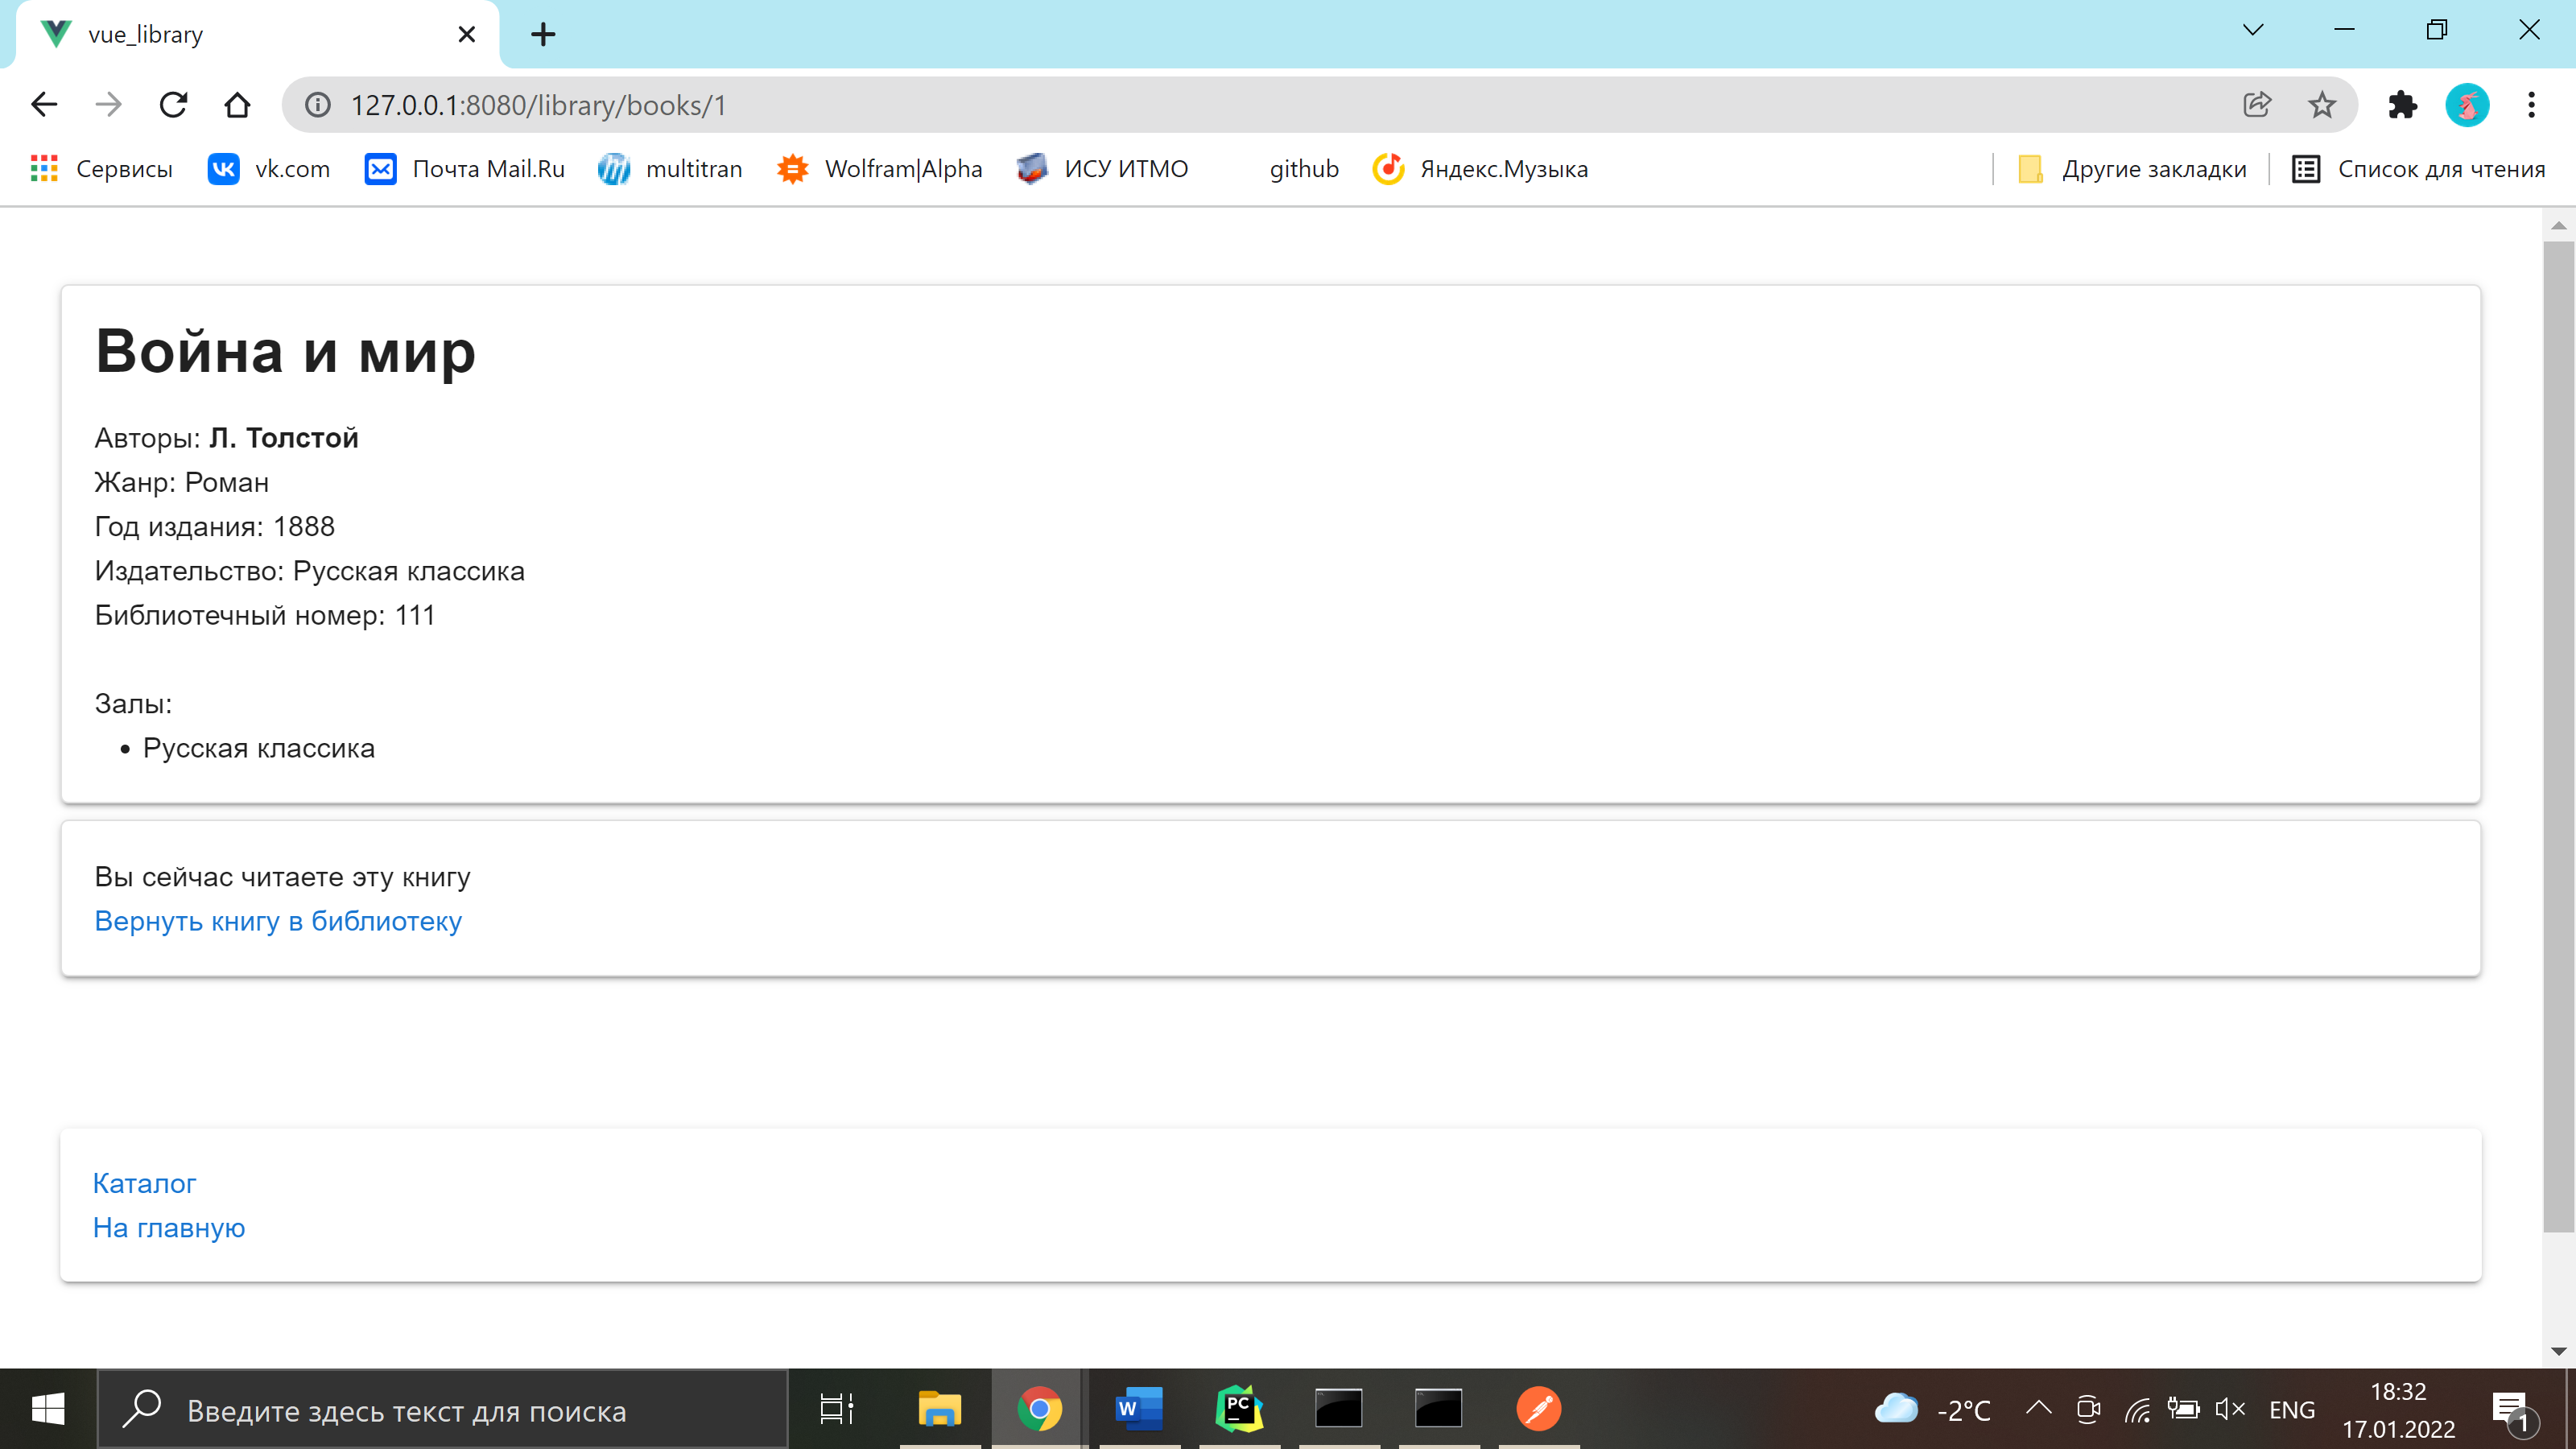 vue_library
127.0.0.1:8080/library/books/1
Сервисы vk.com Почта Mail.Ru multitran Wolfram|Alpha ИСУ ИТМО github Яндекс.Музыка Другие закладки Список для чтения
Война и мир
Авторы: Л. Толстой
Жанр: Роман
Год издания: 1888
Издательство: Русская классика
Библиотечный номер: 111
Залы:
• Русская классика
Вы сейчас читаете эту книгу
Вернуть книгу в библиотеку
Каталог
На главную
Введите здесь текст для поиска
-2°C ENG
18:32
17.01.2022
1